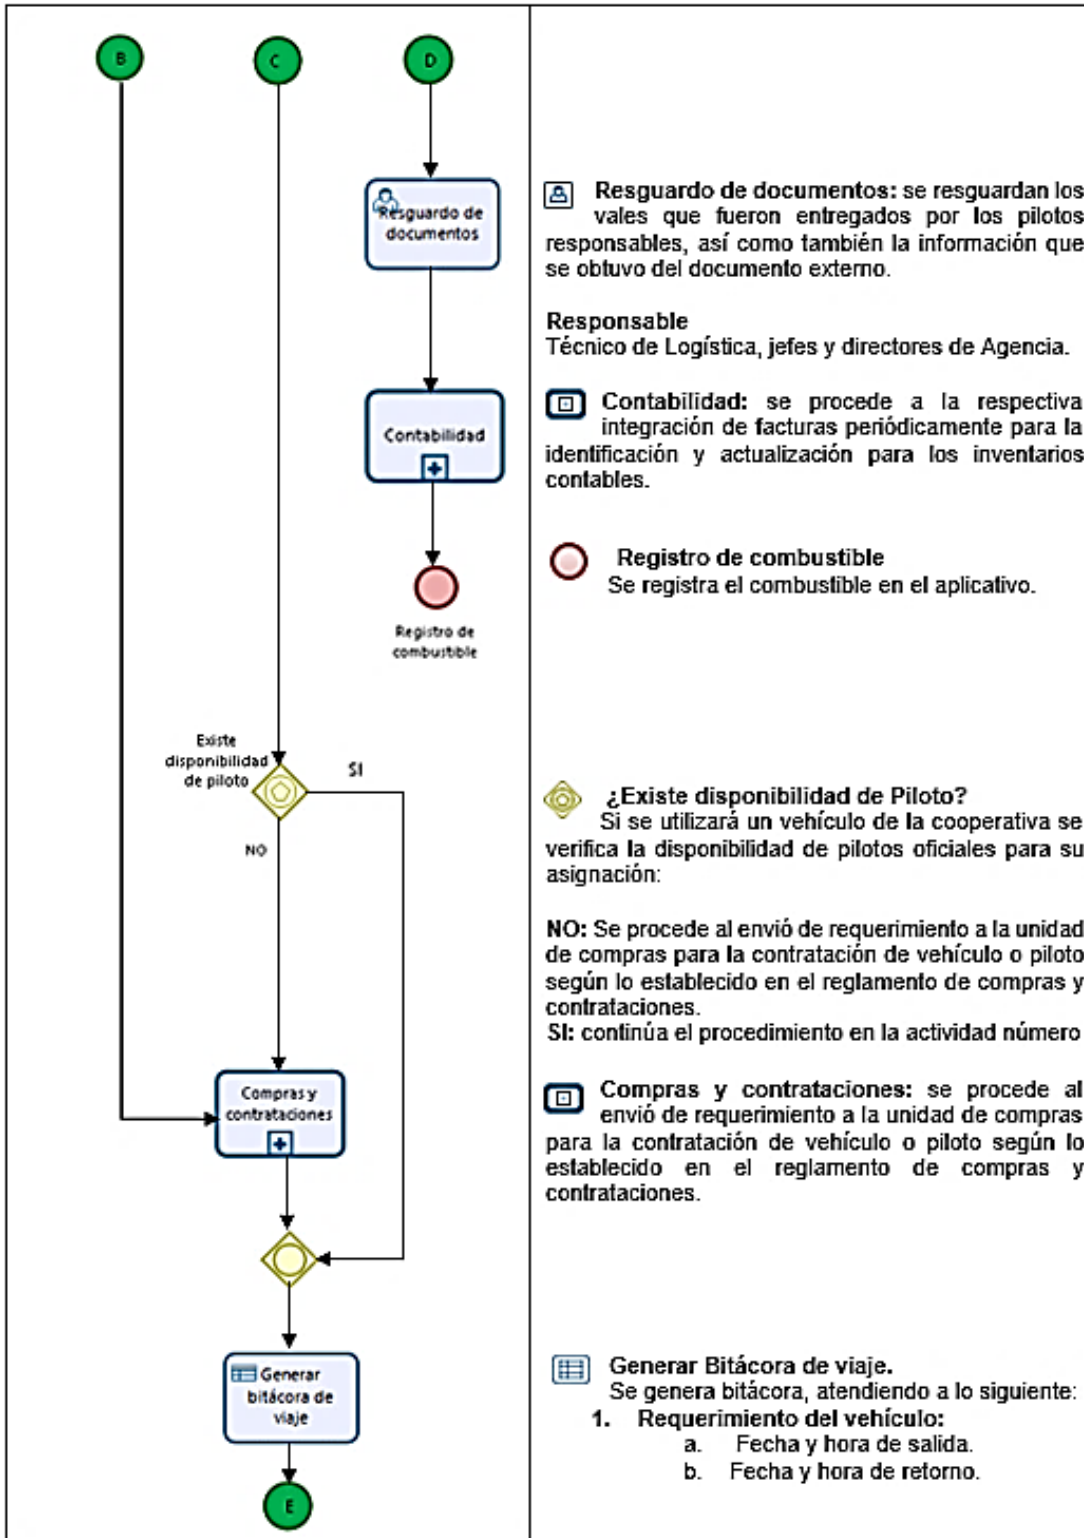 B
C
D
Resguardo de
documentos
Contabilidad
Registro de
combustible
Existe
disponibilidad
de piloto
SI
NO
Compras y
contrataciones
Generar
bitácora de
viaje
E
Resguardo de documentos: se resguardan los
vales que fueron entregados por los pilotos
responsables, así como también la información que
se obtuvo del documento externo.
Responsable
Técnico de Logística, jefes y directores de Agencia.
Contabilidad: se procede a la respectiva
integración de facturas periódicamente para la
identificación y actualización para los inventarios
contables.
Registro de combustible
Se registra el combustible en el aplicativo.
¿Existe disponibilidad de Piloto?
Si se utilizará un vehículo de la cooperativa se
verifica la disponibilidad de pilotos oficiales para su
asignación:
NO: Se procede al envió de requerimiento a la unidad
de compras para la contratación de vehículo o piloto
según lo establecido en el reglamento de compras y
contrataciones.
SI: continúa el procedimiento en la actividad número
Compras y contrataciones: se procede al
envió de requerimiento a la unidad de compras
para la contratación de vehículo o piloto según lo
establecido en el reglamento de compras y
contrataciones.
Generar Bitácora de viaje.
Se genera bitácora, atendiendo a lo siguiente:
1. Requerimiento del vehículo:
a. Fecha y hora de salida.
b. Fecha y hora de retorno.